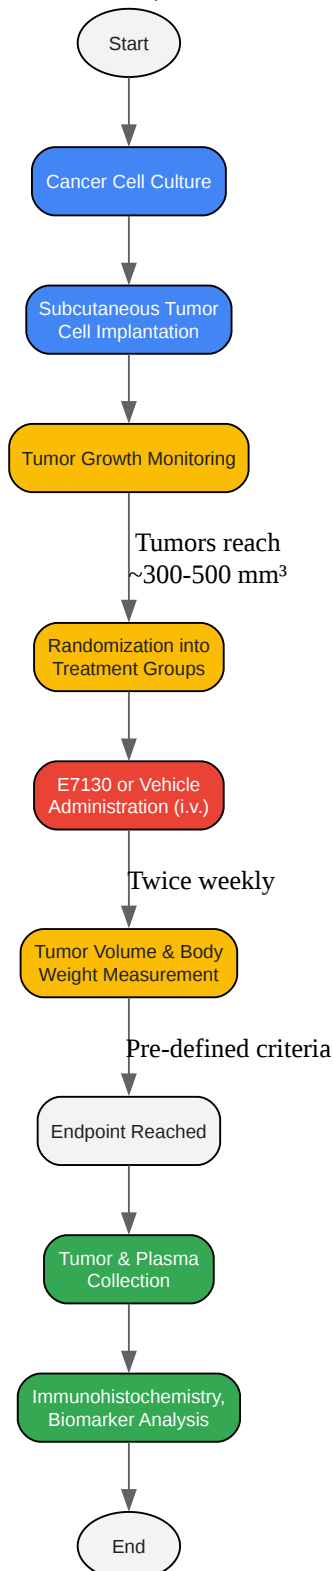 Start
Cancer Cell Culture
Subcutaneous Tumor
Cell Implantation
Tumor Growth Monitoring
Tumors reach
~300-500 mm³
Randomization into
Treatment Groups
E7130 or Vehicle
Administration (i.v.)
Twice weekly
Tumor Volume & Body
Weight Measurement
Pre-defined criteria
Endpoint Reached
Tumor & Plasma
Collection
Immunohistochemistry,
Biomarker Analysis
End